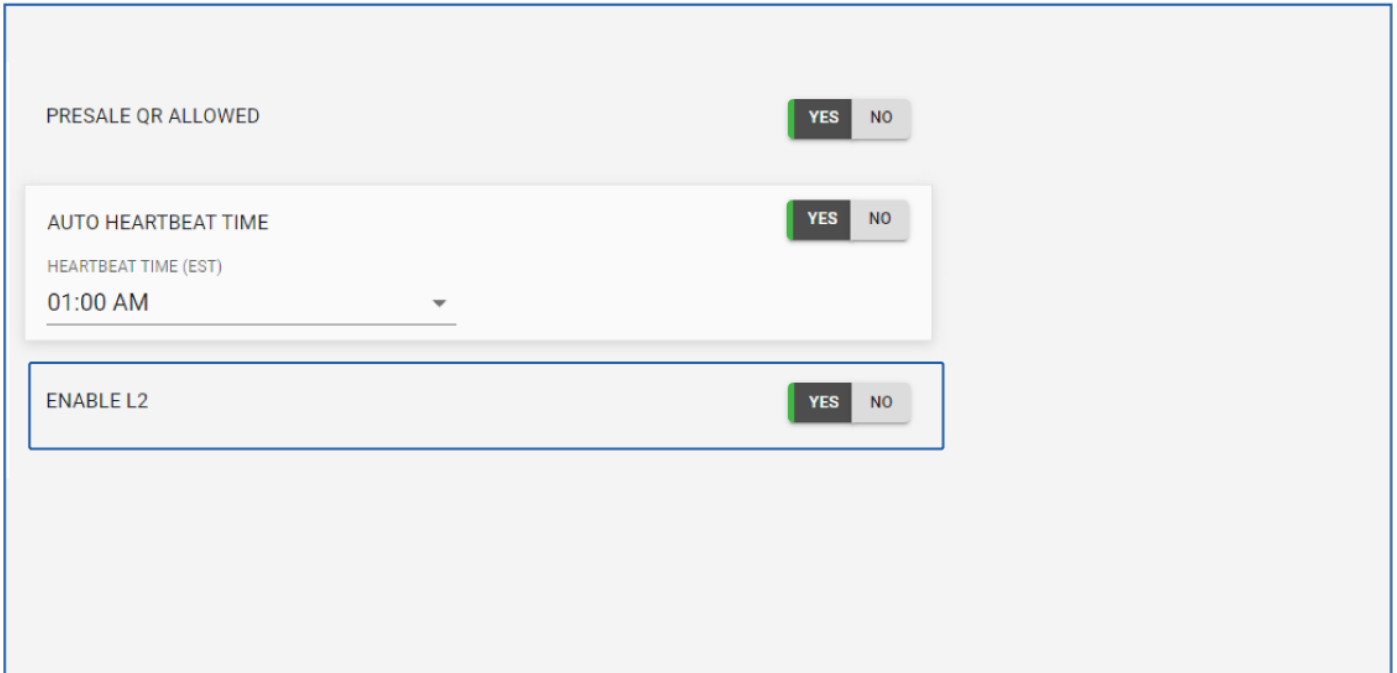 PRESALE QR ALLOWED YES NO
AUTO HEARTBEAT TIME YES NO
HEARTBEAT TIME (EST)
01:00 AM
ENABLE L2 YES NO